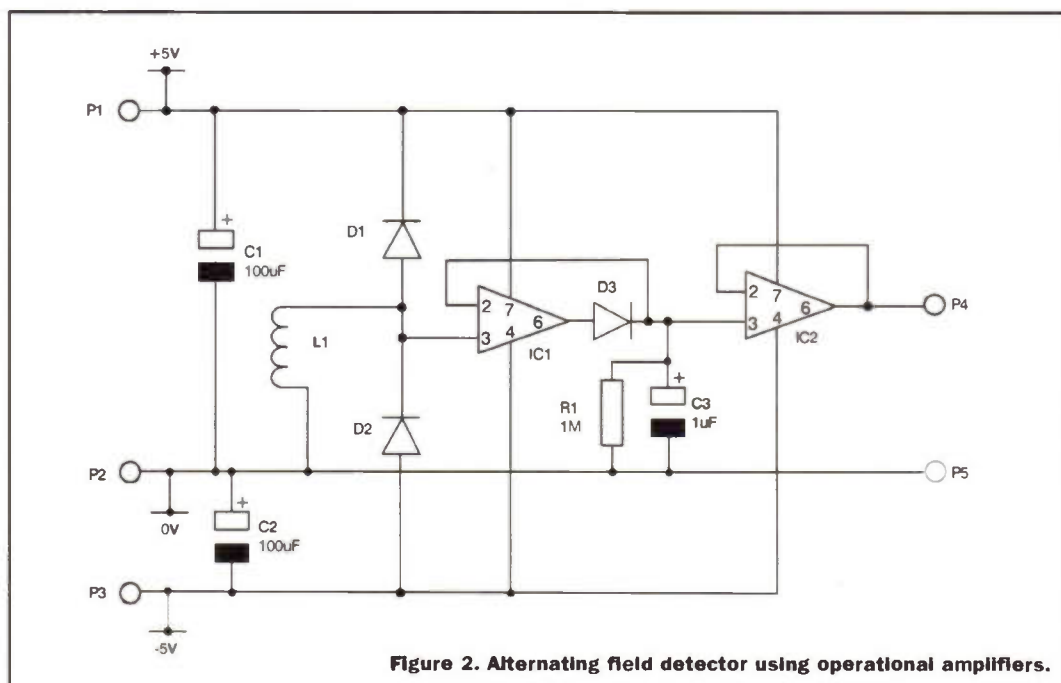 +5V
P1
C1
100uF
+
D1
L1
D2
2
3
7
4
6
IC1
D3
R1
1M
+
C3
1uF
2
3
7
4
6
IC2
P4
P2
0V
+
C2
100uF
P5
P3
-5V
Figure 2. Alternating field detector using operational amplifiers.